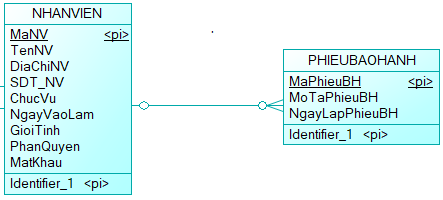 NHANVIEN
MaNV <pi>
TenNV
DiaChiNV
SDT_NV
ChucVu
NgayVaoLam
GioiTinh
PhanQuyen
MatKhau
Identifier_1 <pi>
PHIEUBAOHANH
MaPhieuBH <pi>
MoTaPhieuBH
NgayLapPhieuBH
Identifier_1 <pi>